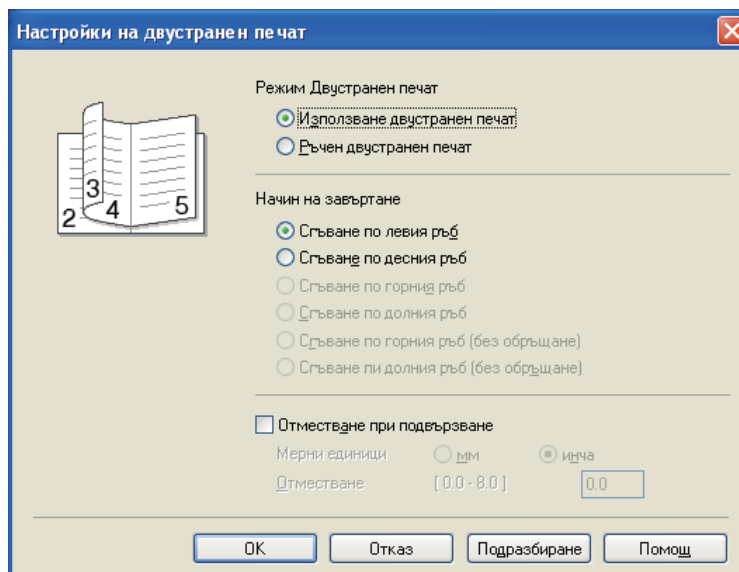 Настройки на двустранен печат
Режим Двустранен печат
Използване двустранен печат
Ръчен двустранен печат
2 3 4 5
Начин на завъртане
Сгъване по левия ръб
Сгъване по десния ръб
Сгъване по горния ръб
Сгъване по долния ръб
Сгъване по горния ръб (без обръщане)
Сгъване пи долния ръб (без обръщане)
Отместване при подвързване
Мерни единици мм инча
Отместване [ 0.0 - 8.0 ] 0.0
OK Отказ Подразбиране Помощ